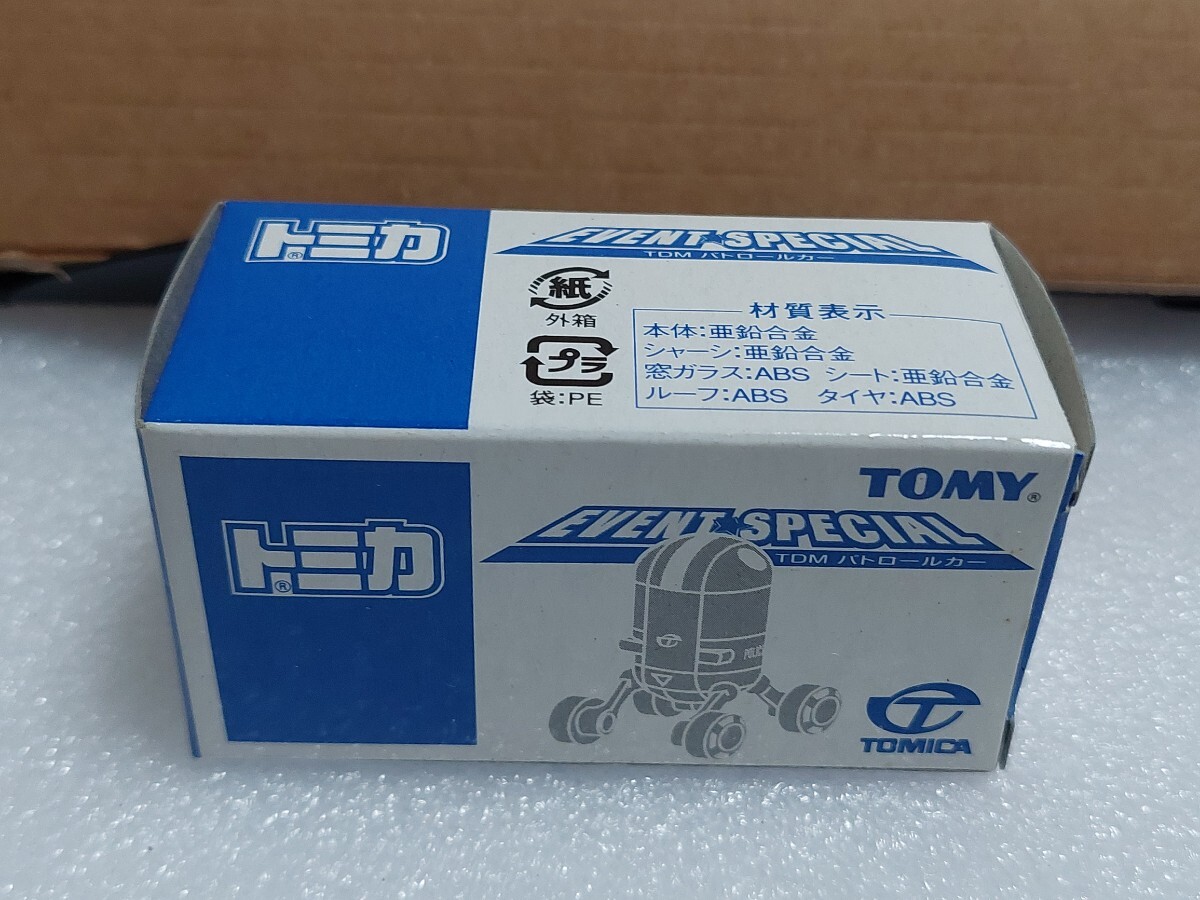 トミカ®
EVENT★SPECIAL
TDM パトロールカー
紙
外箱
プラ
袋:PE
材質表示
本体:亜鉛合金
シャーシ:亜鉛合金
窓ガラス:ABS シート:亜鉛合金
ルーフ:ABS タイヤ:ABS
TOMY®
トミカ®
EVENT★SPECIAL
TDM パトロールカー
POLICE
TOMICA